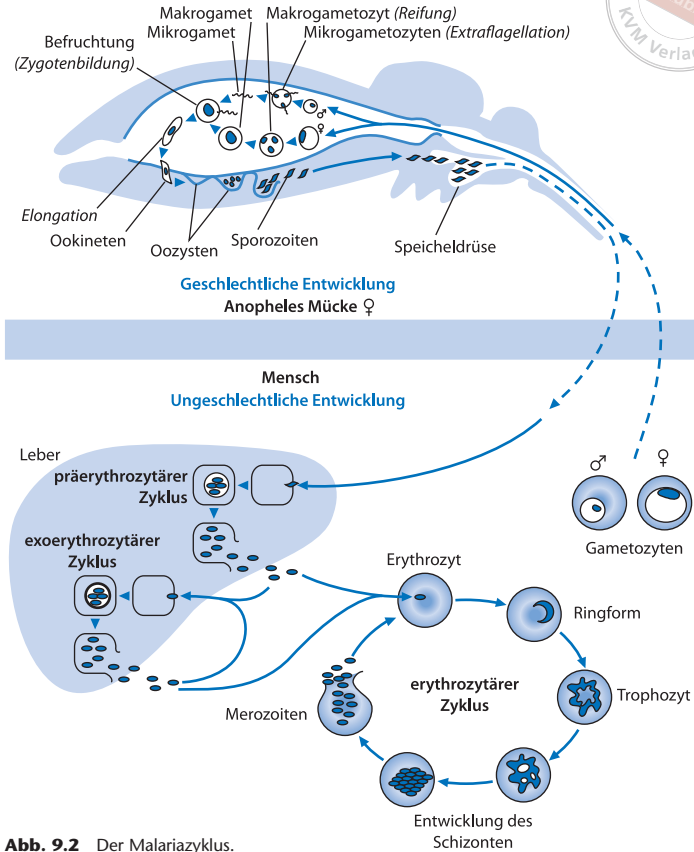 Makrogamet
Mikrogamet
Makrogametozyt (Reifung)
Mikrogametozyten (Extraflagellation)
KVM Verlag
Befruchtung
(Zygotenbildung)
♂
♀
Elongation
Ookineten
Oozysten
Sporozoiten
Speicheldrüse
Geschlechtliche Entwicklung
Anopheles Mücke ♀
Mensch
Ungeschlechtliche Entwicklung
Leber
präerythrozytärer
Zyklus
exoerythrozytärer
Zyklus
♂
♀
Gametozyten
Erythrozyt
Ringform
Trophozyt
erythrozytärer
Zyklus
Merozoiten
Entwicklung des
Schizonten
Abb. 9.2 Der Malariazyklus.